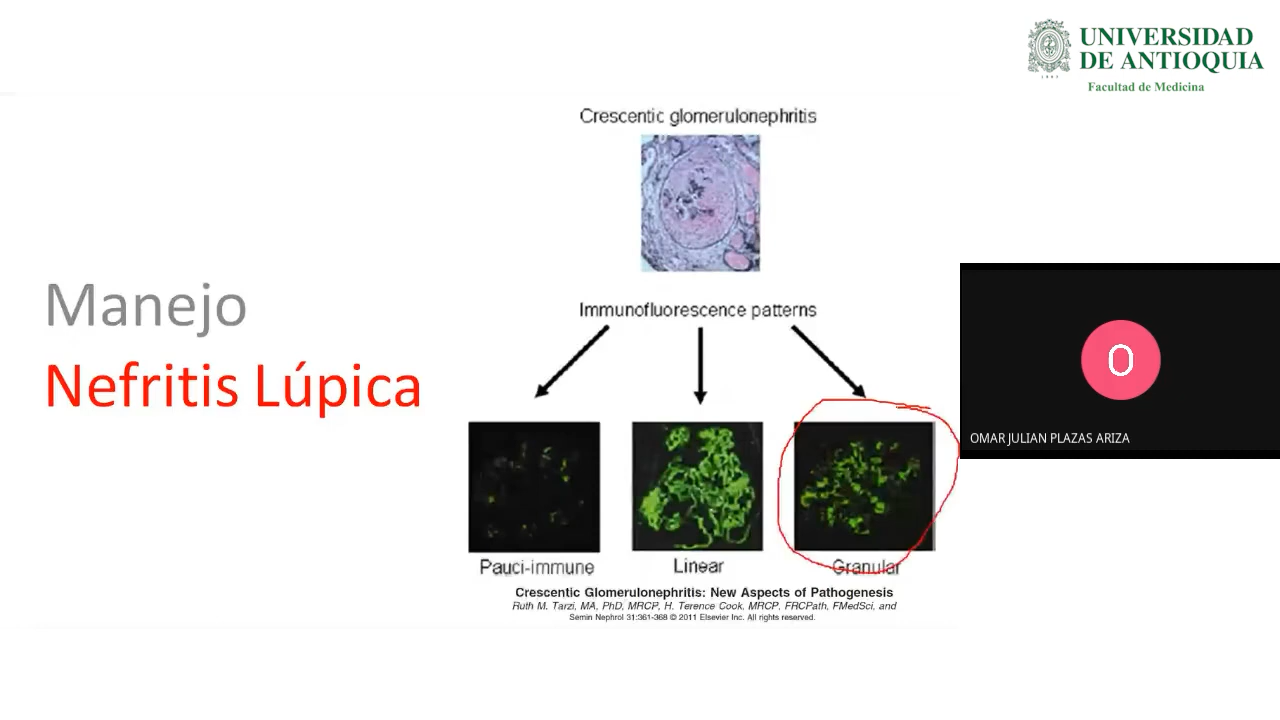 UNIVERSIDAD
DE ANTIOQUIA
Facultad de Medicina
1803
Crescentic glomerulonephritis
Immunofluorescence patterns
Manejo
Nefritis Lúpica
Pauci-immune
Linear
Granular
Crescentic Glomerulonephritis: New Aspects of Pathogenesis
Ruth M. Tarzi, MA, PhD, MRCP, H. Terence Cook, MRCP, FRCPath, FMedSci, and
Semin Nephrol 31:361-368 © 2011 Elsevier Inc. All rights reserved.
O
OMAR JULIAN PLAZAS ARIZA